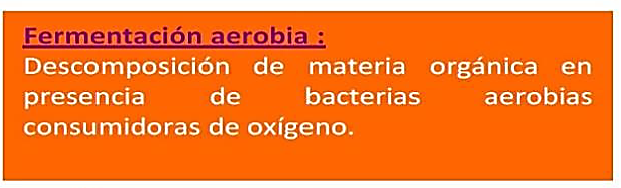 Fermentación aerobia :
Descomposición de materia orgánica en
presencia de bacterias aerobias
consumidoras de oxígeno.